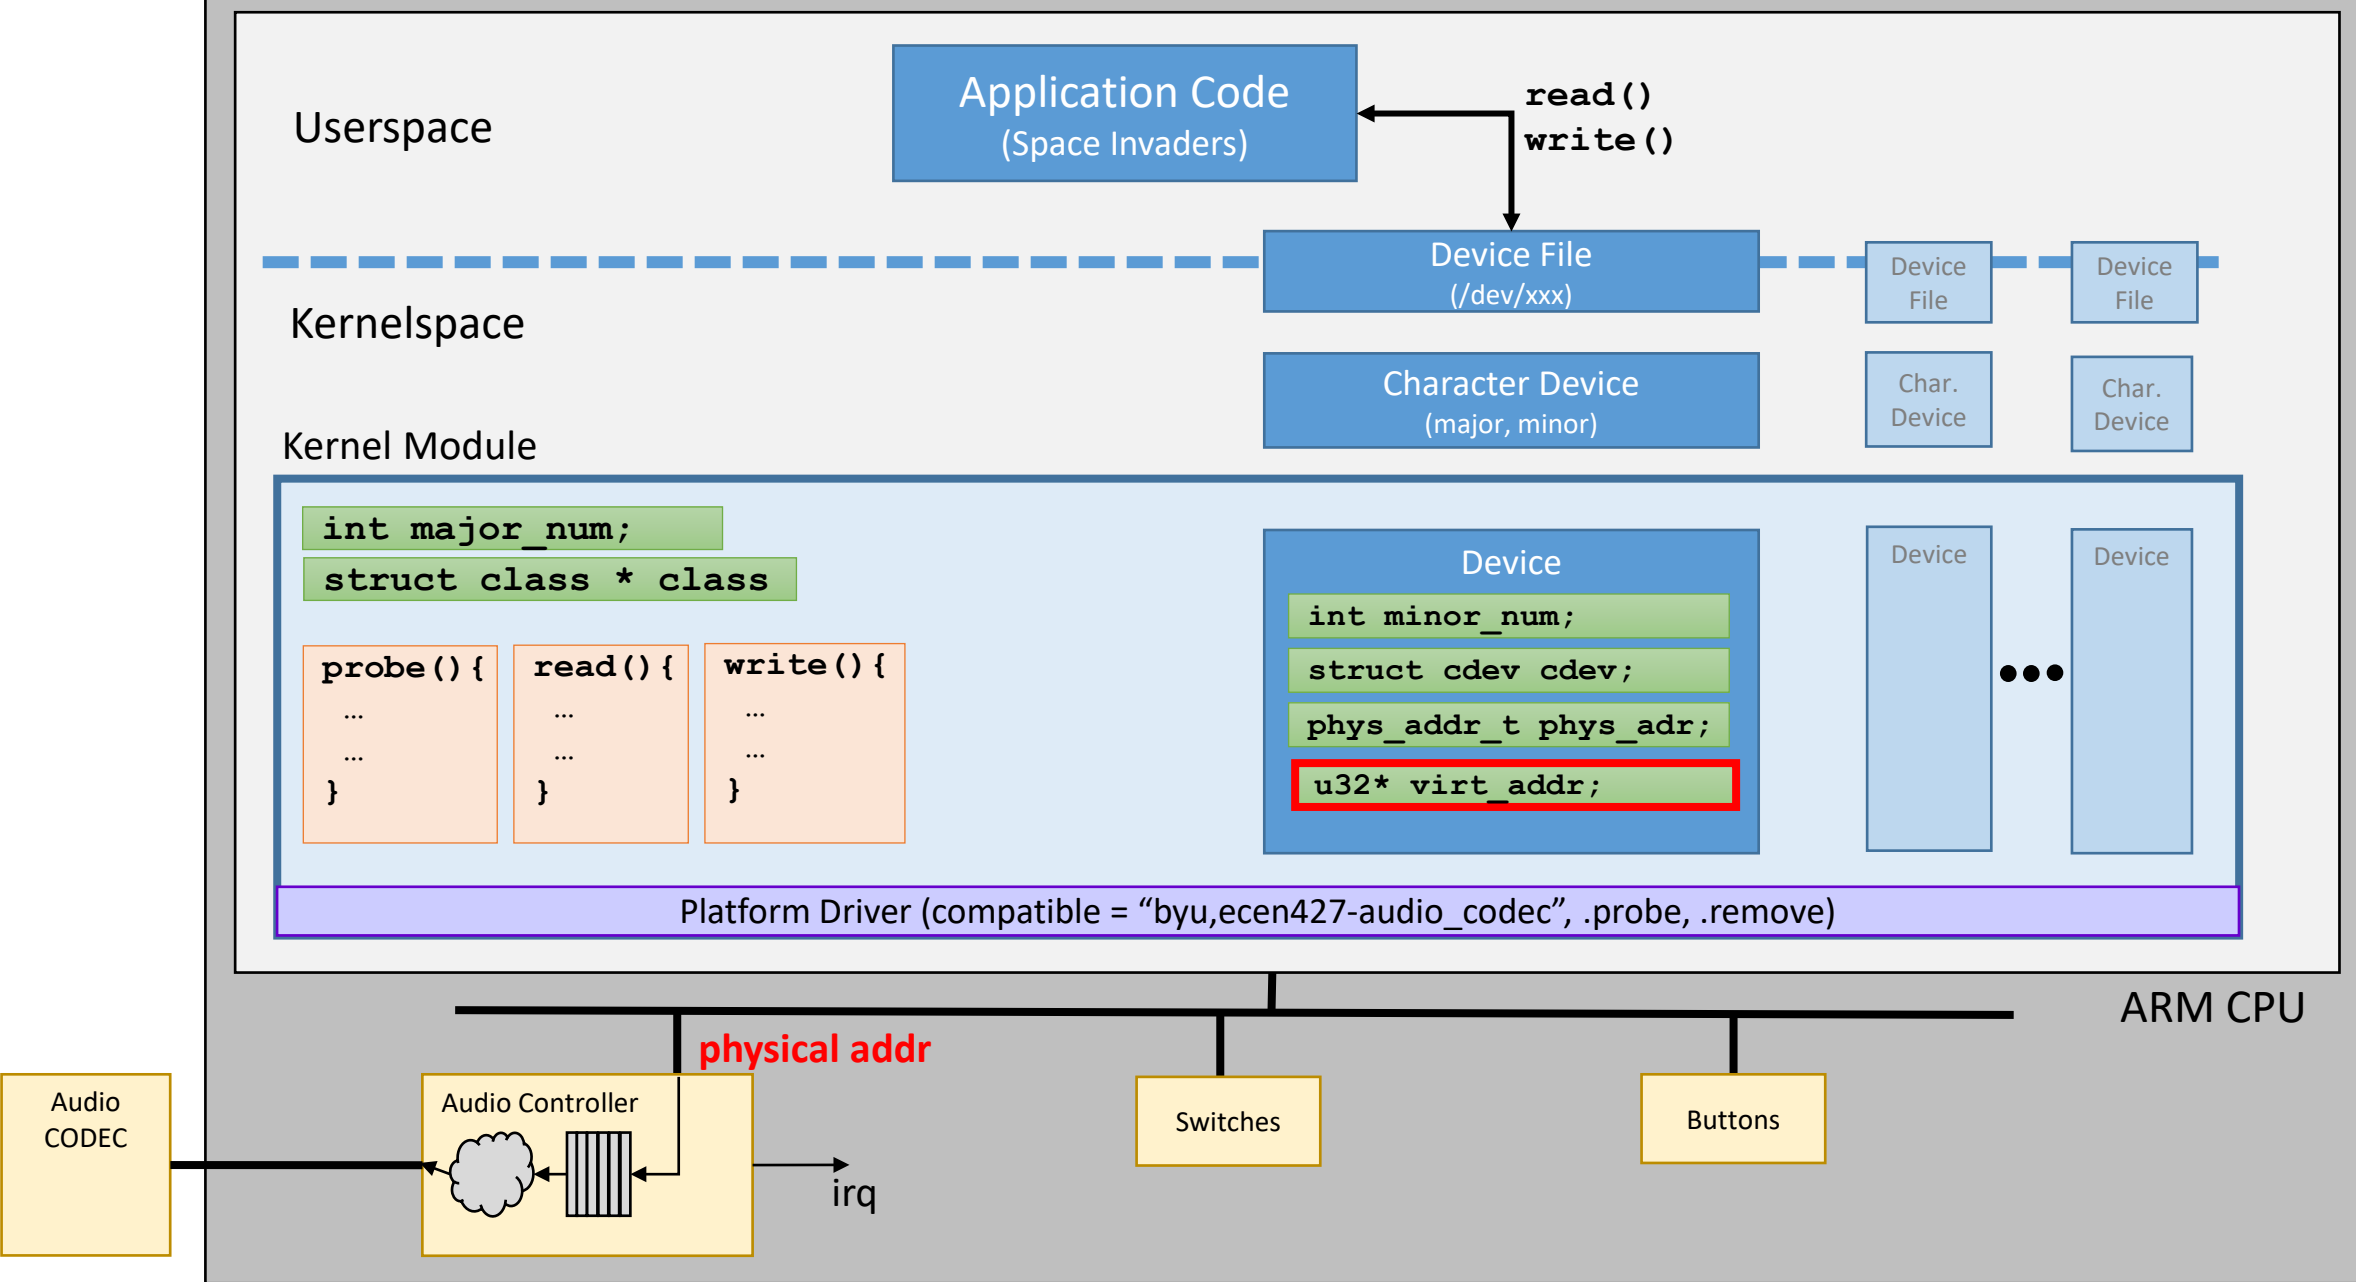 Userspace
Application Code
(Space Invaders)
read()
write()
Device File
(/dev/xxx)
Device
File
Device
File
Kernelspace
Character Device
(major, minor)
Char.
Device
Char.
Device
Kernel Module
int major_num;
struct class * class
probe(){
…
…
}
read(){
…
…
}
write(){
…
…
}
Device
int minor_num;
struct cdev cdev;
phys_addr_t phys_adr;
u32* virt_addr;
Device
Device
Platform Driver (compatible = “byu,ecen427-audio_codec”, .probe, .remove)
ARM CPU
physical addr
Audio
CODEC
Audio Controller
irq
Switches
Buttons